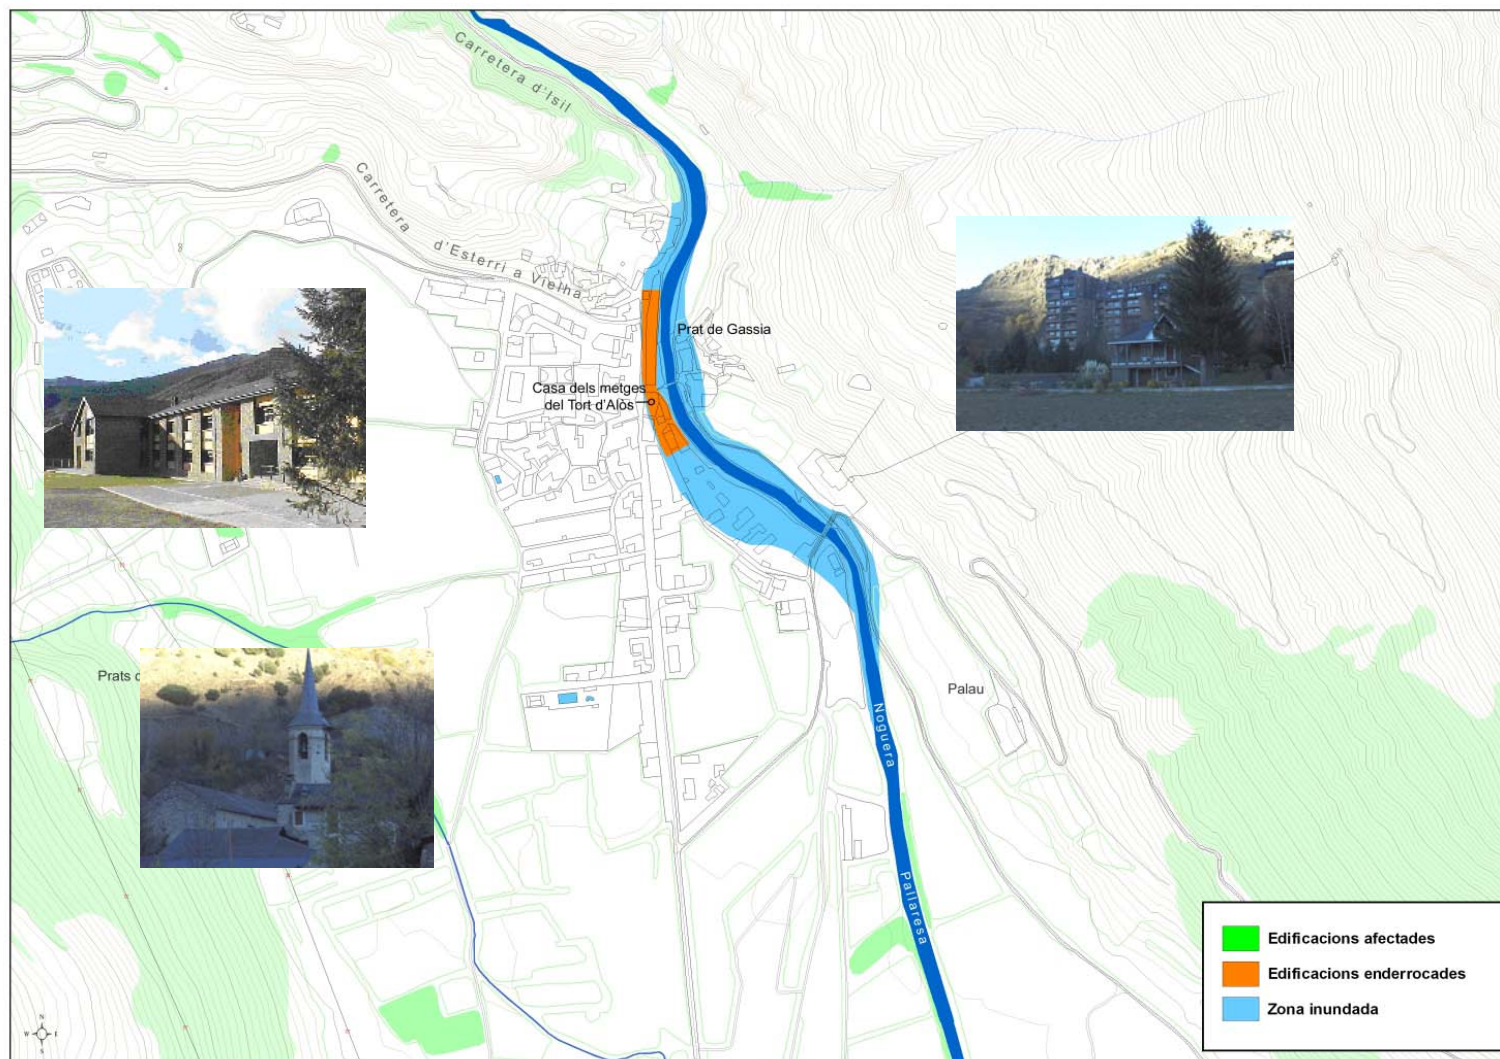 Carretera d'Isil
Carretera d'Esterri a Vielha
Prat de Gassia
Casa dels metges
del Tort d'Alòs
Prats
Palau
Noguera
Pallaresa
Edificacions afectades
Edificacions enderrocades
Zona inundada
N
W
E
S